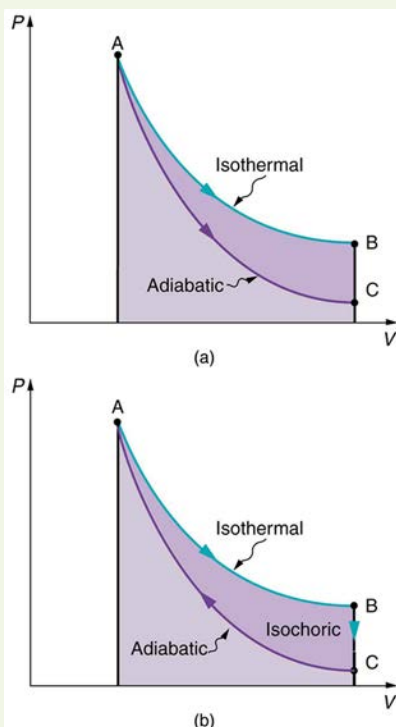 P
A
Isothermal
B
Adiabatic
C
V
(a)
P
A
Isothermal
B
Isochoric
Adiabatic
C
V
(b)